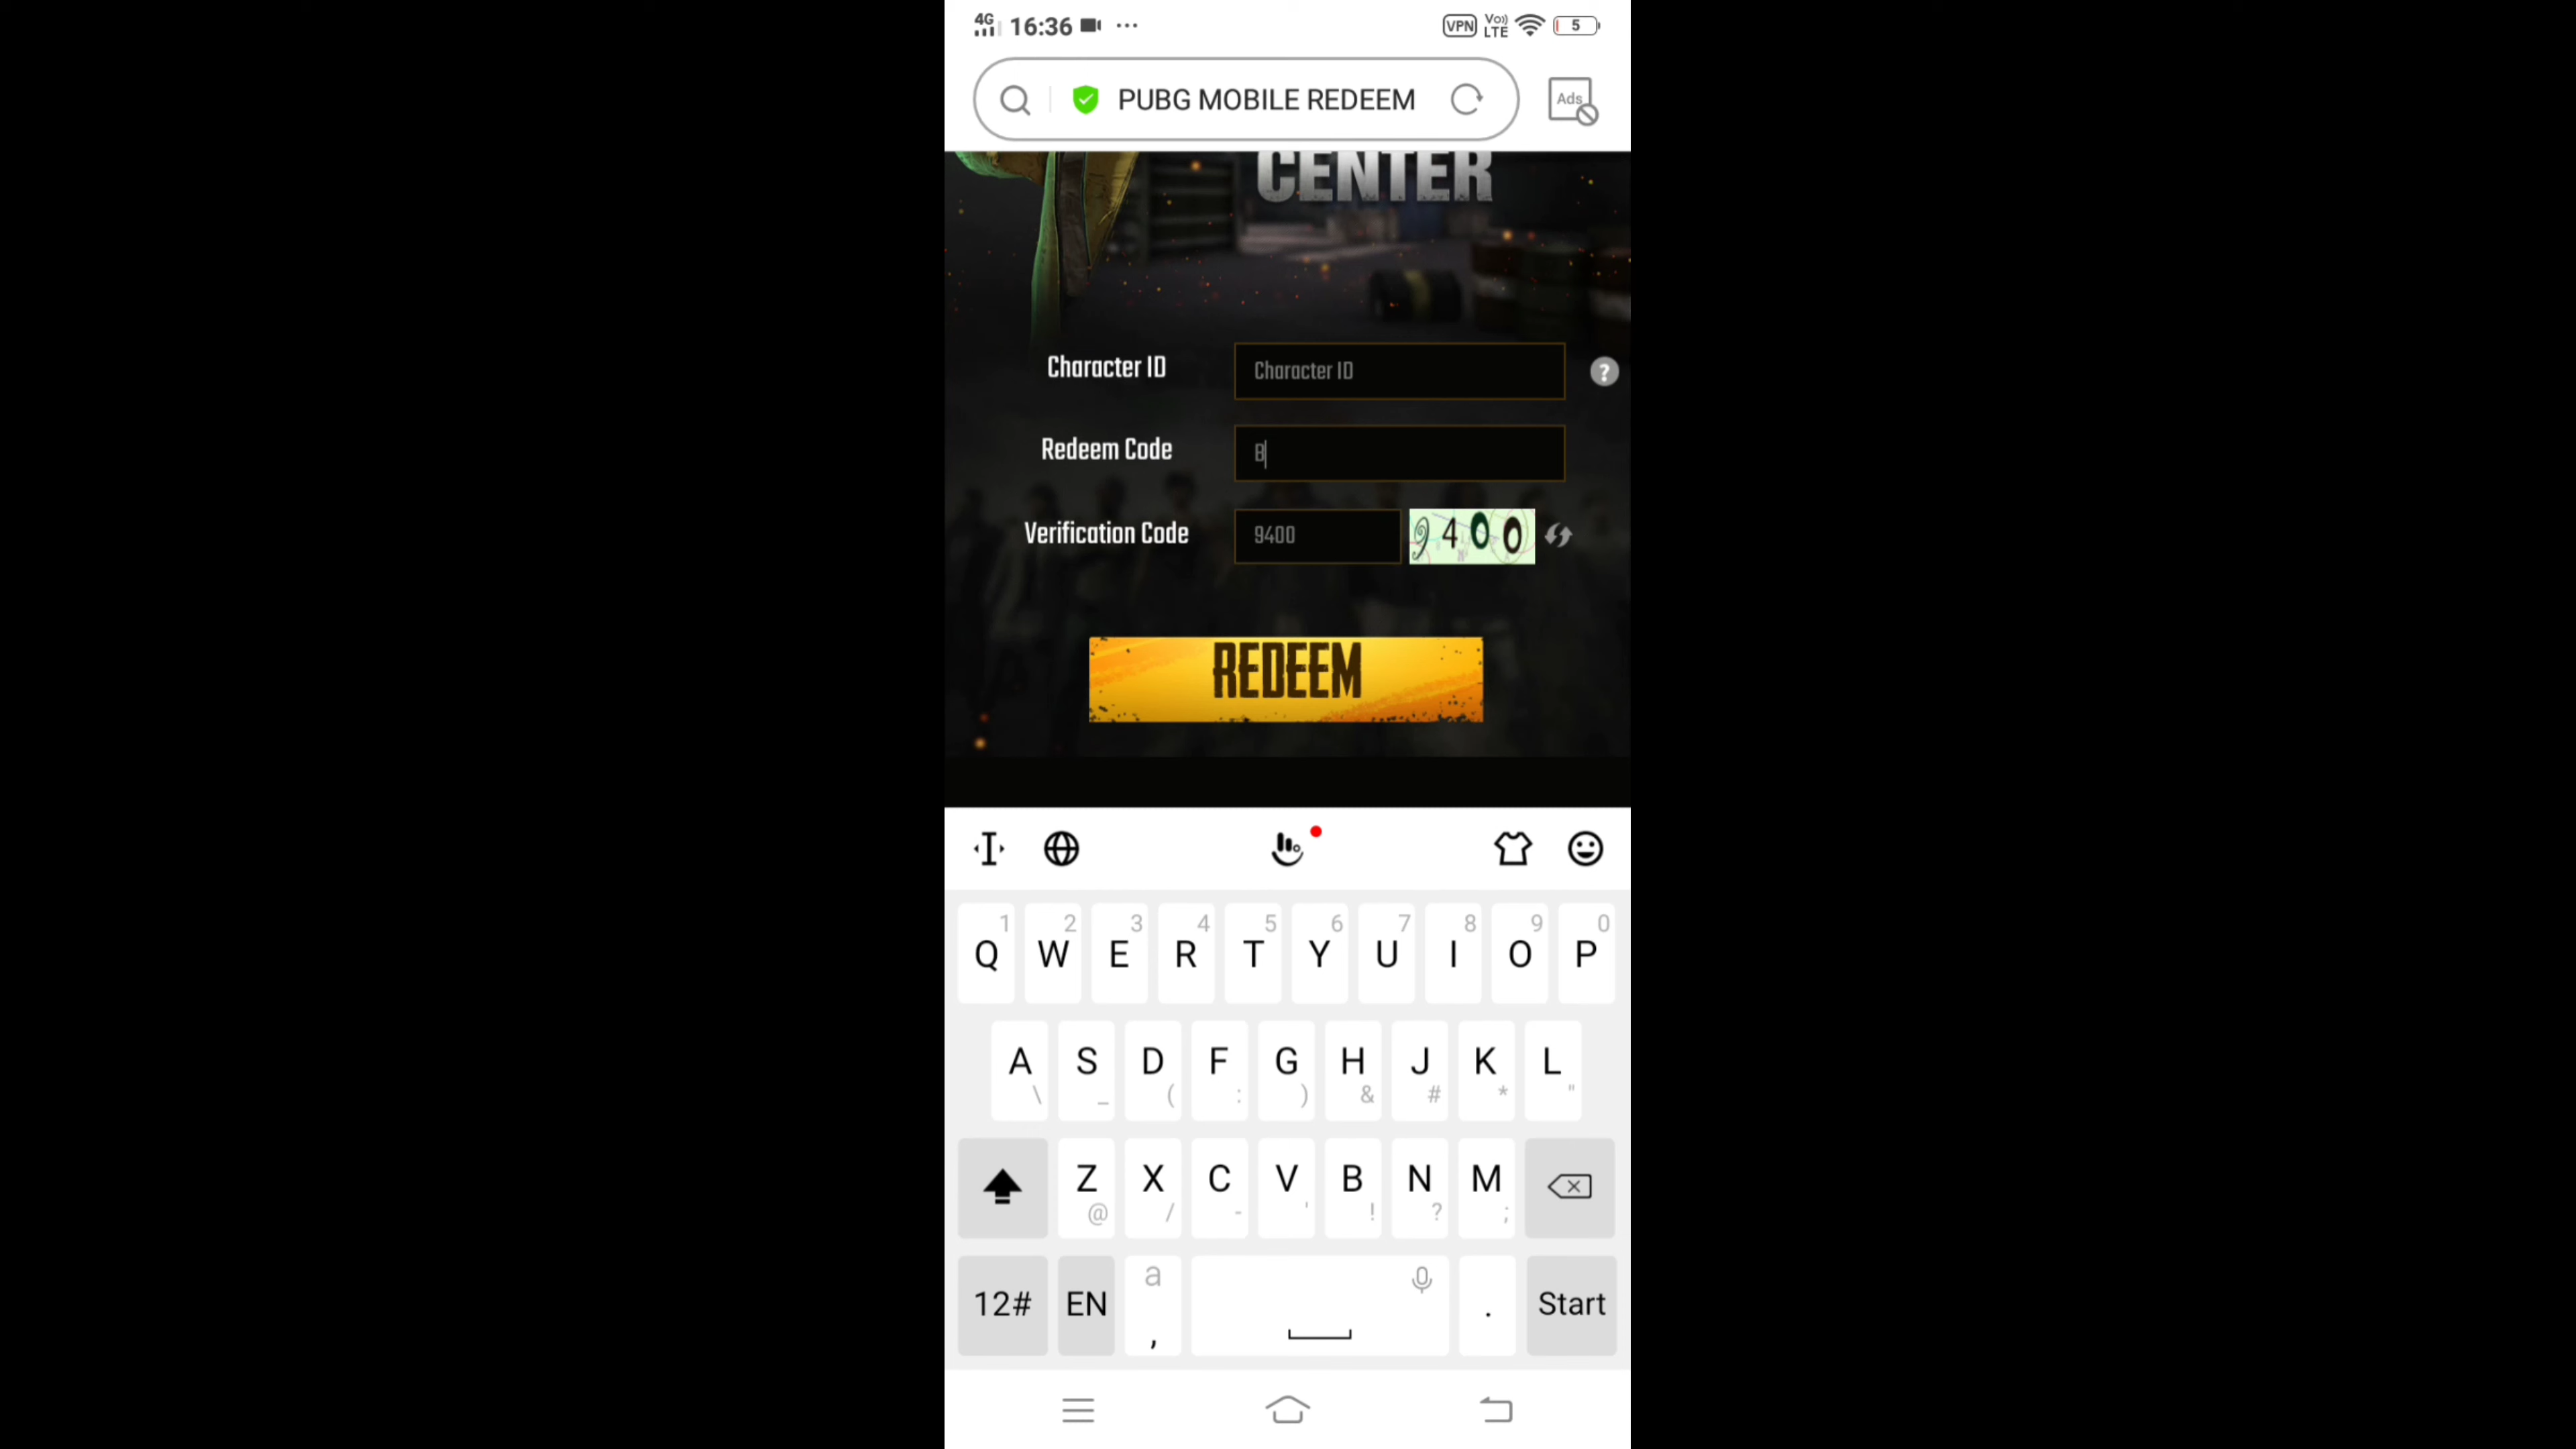 4G 16:36 ... VPN Vo)) LTE 5
PUBG MOBILE REDEEM Ads
CENTER
Character ID Character ID ?
Redeem Code B
Verification Code 9400 9400
REDEEM
1 2 3 4 5 6 7 8 9 0
Q W E R T Y U I O P
A S D F G H J K L
\ _ ( : ) & # * "
Z X C V B N M
@ / - ' ! ? ;
12# EN a , . Start